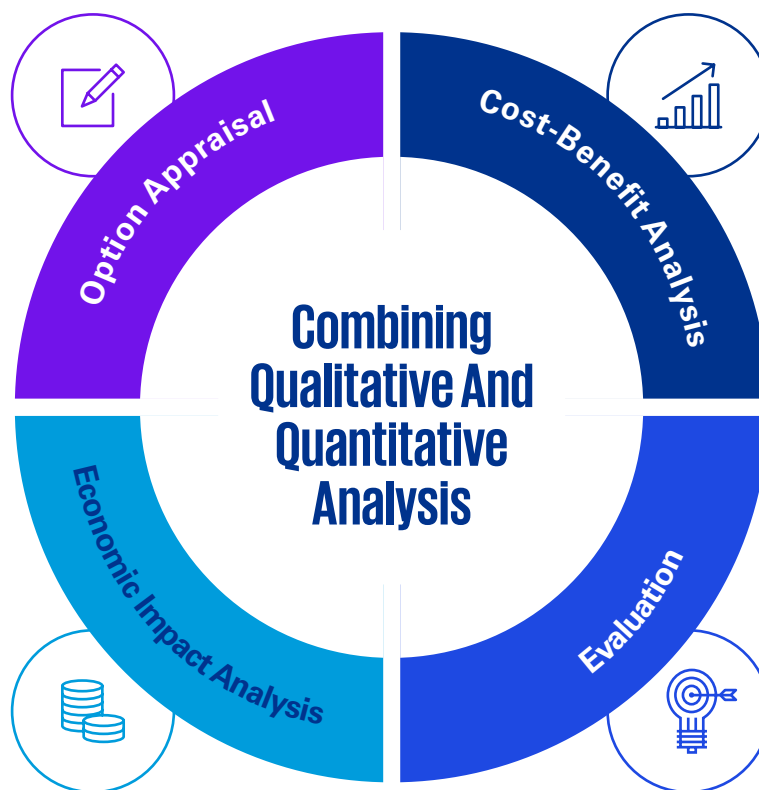 Option Appraisal
Cost-Benefit Analysis
Combining
Qualitative And
Quantitative
Analysis
Economic Impact Analysis
Evaluation